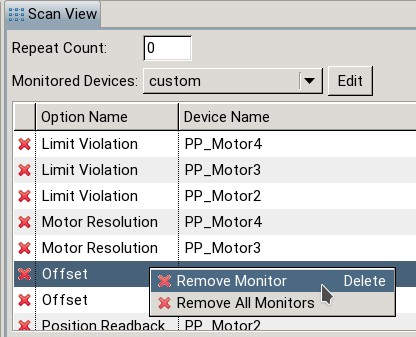 Scan View
Repeat Count: 0
Monitored Devices: custom Edit
Option Name Device Name
Limit Violation PP_Motor4
Limit Violation PP_Motor3
Limit Violation PP_Motor2
Motor Resolution PP_Motor4
Motor Resolution PP_Motor3
Offset
Remove Monitor Delete
Offset
Remove All Monitors
Position Readback PP_Motor2